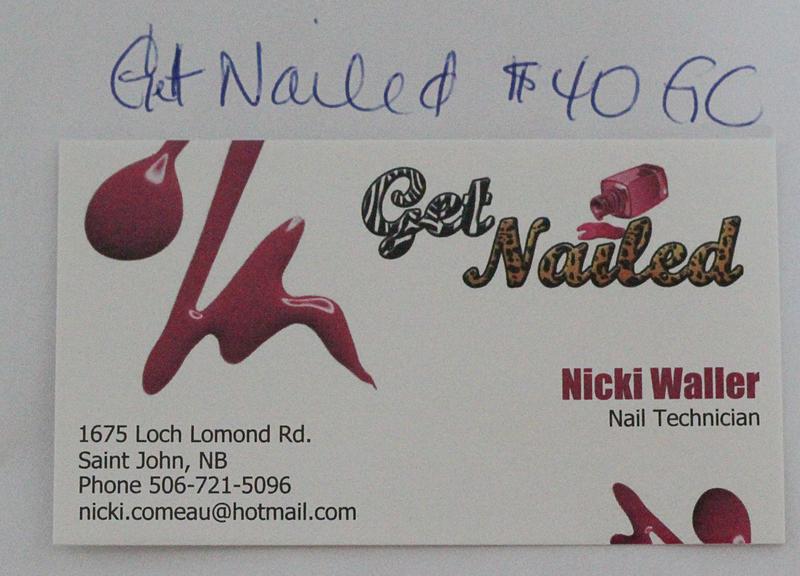 Get Nailed $40 GC
Get
Nailed
Nicki Waller
Nail Technician
1675 Loch Lomond Rd.
Saint John, NB
Phone 506-721-5096
nicki.comeau@hotmail.com